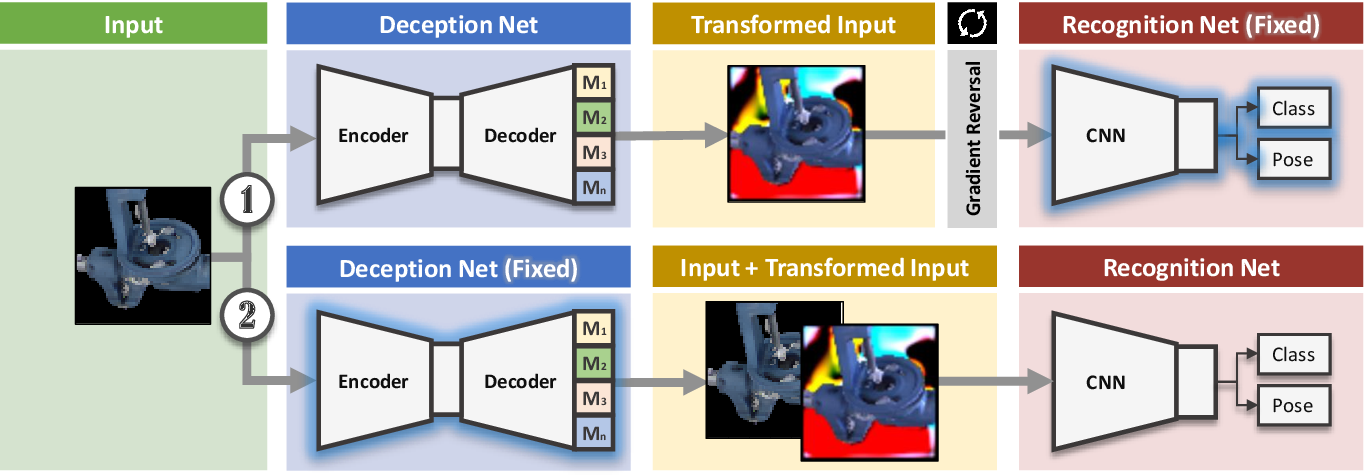 Input
Deception Net
Transformed Input
Recognition Net (Fixed)
1
Encoder
Decoder
M1
M2
M3
Mn
Gradient Reversal
CNN
Class
Pose
2
Deception Net (Fixed)
Input + Transformed Input
Recognition Net
Encoder
Decoder
M1
M2
M3
Mn
CNN
Class
Pose